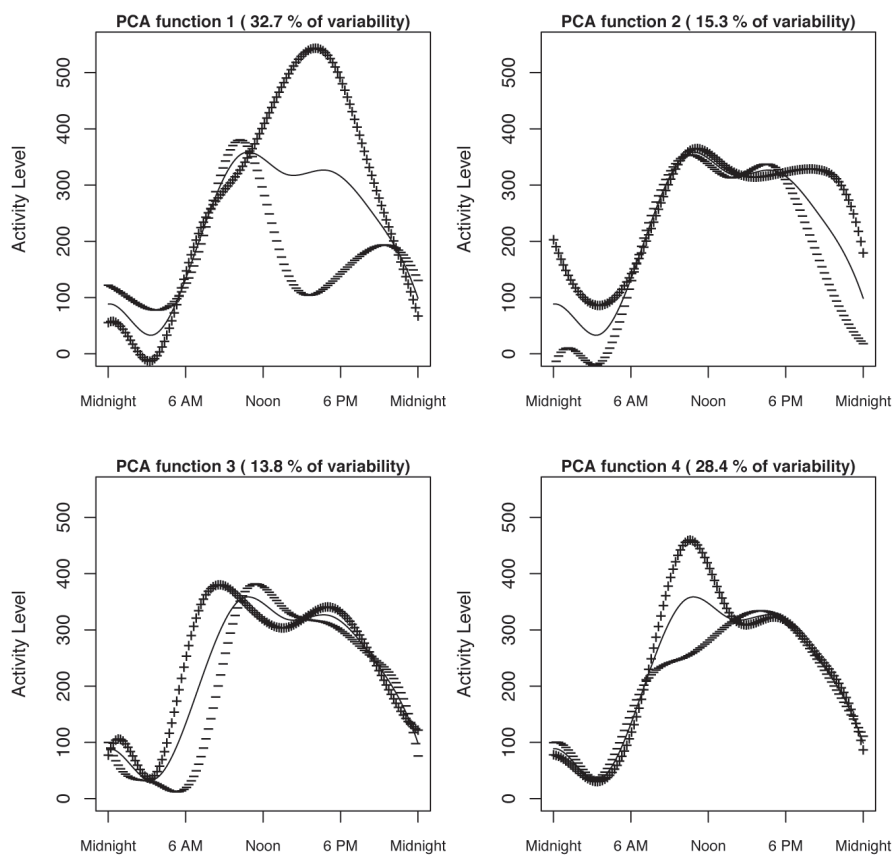 PCA function 1 ( 32.7 % of variability)
Activity Level
500
400
300
200
100
0
Midnight 6 AM Noon 6 PM Midnight
PCA function 2 ( 15.3 % of variability)
Activity Level
500
400
300
200
100
0
Midnight 6 AM Noon 6 PM Midnight
PCA function 3 ( 13.8 % of variability)
Activity Level
500
400
300
200
100
0
Midnight 6 AM Noon 6 PM Midnight
PCA function 4 ( 28.4 % of variability)
Activity Level
500
400
300
200
100
0
Midnight 6 AM Noon 6 PM Midnight